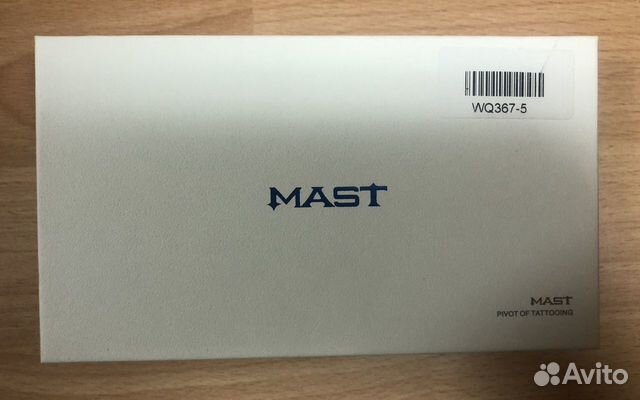 WQ367-5
MAST
MAST
PIVOT OF TATTOOING
Avito